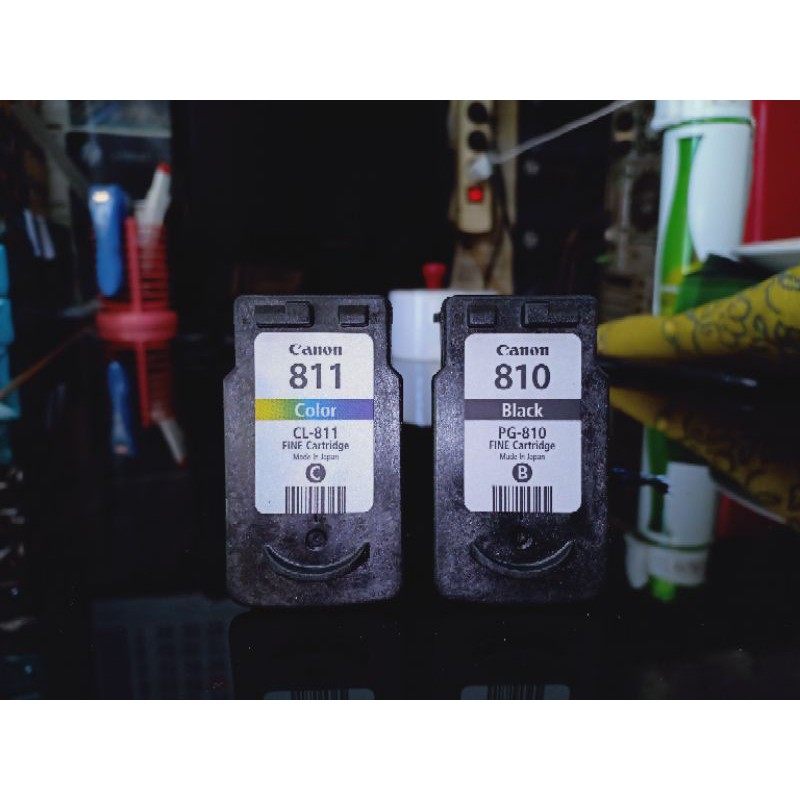 Canon
811
Color
CL-811
FINE Cartridge
Made in Japan
C
Canon
810
Black
PG-810
FINE Cartridge
Made in Japan
B